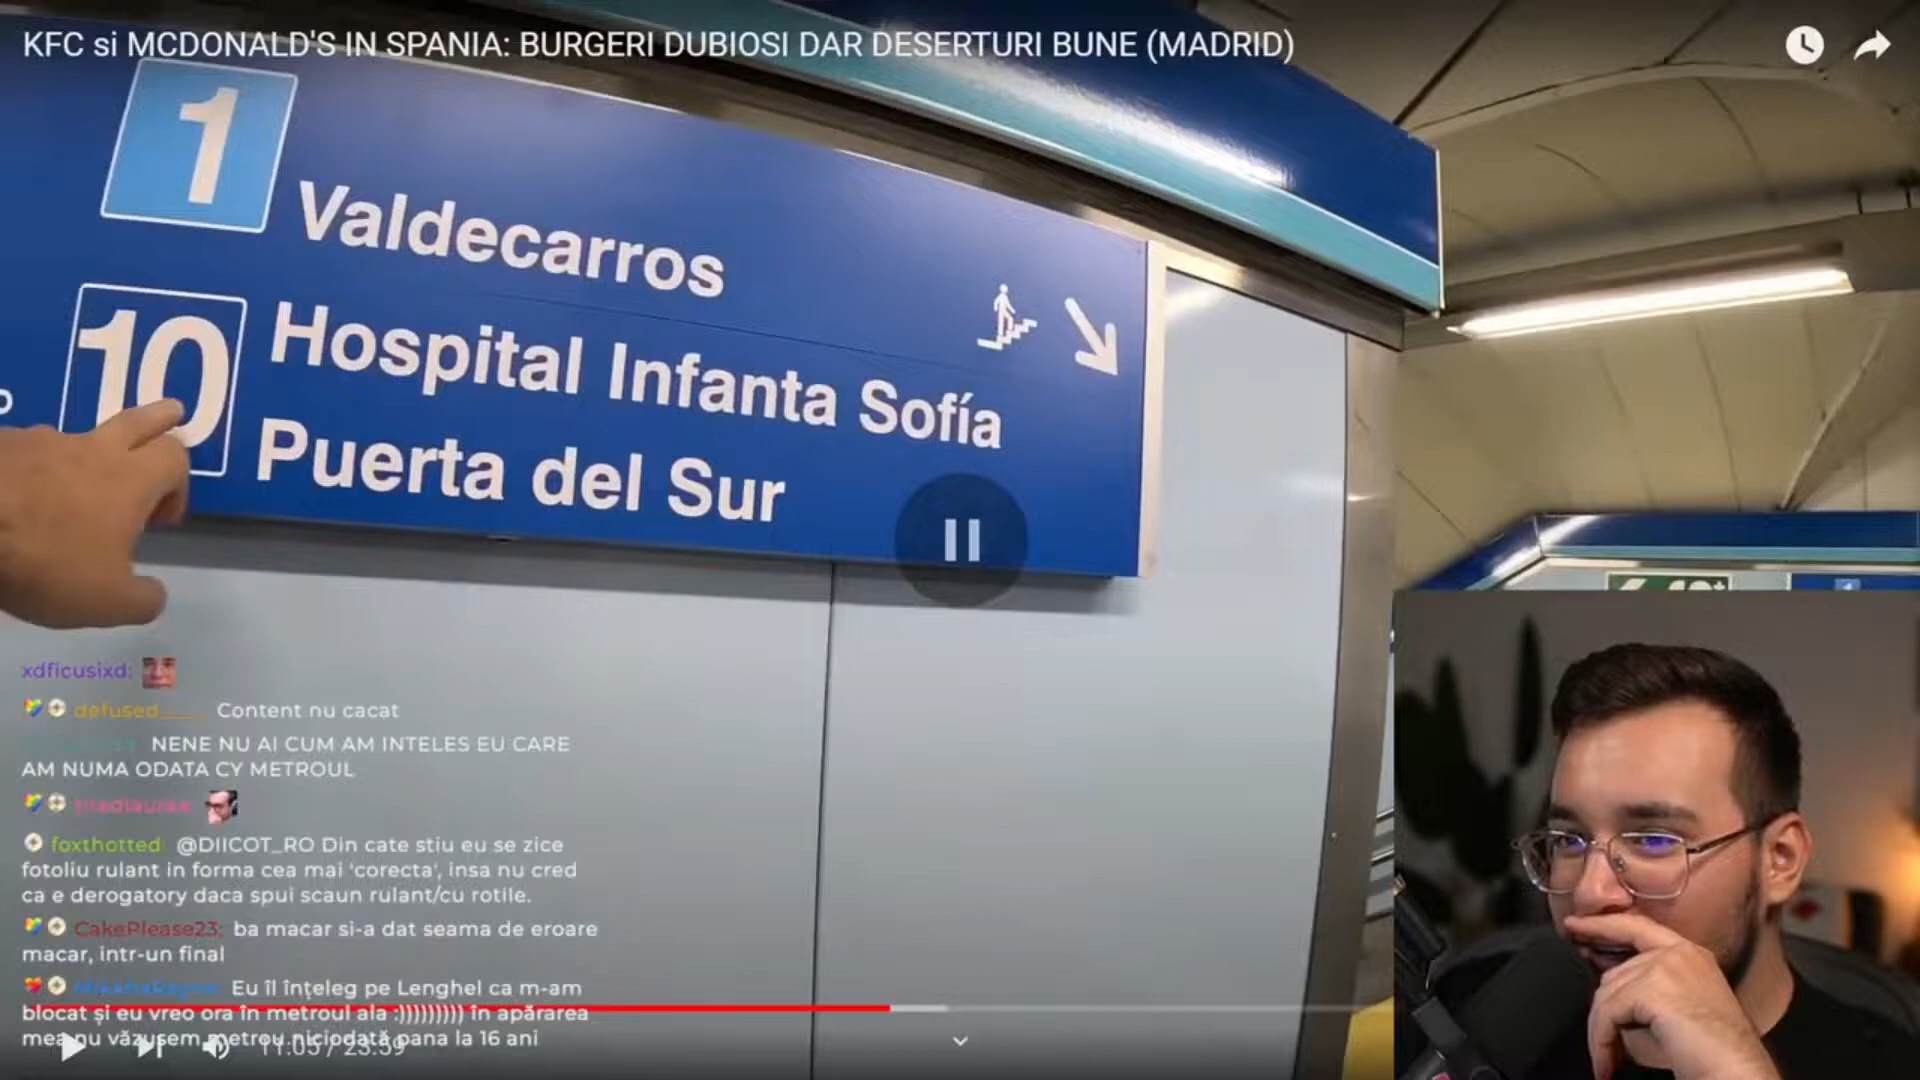 KFC si MCDONALD'S IN SPANIA: BURGERI DUBIOSI DAR DESERTURI BUNE (MADRID)
1 Valdecarros
10 Hospital Infanta Sofía
Puerta del Sur
xdficusixd:
defused____ Content nu cacat
NENE NU AI CUM AM INTELES EU CARE
AM NUMA ODATA CY METROUL
foxthotted: @DIICOT_RO Din cate stiu eu se zice
fotoliu rulant in forma cea mai 'corecta', insa nu cred
ca e derogatory daca spui scaun rulant/cu rotile.
CakePlease23: ba macar si-a dat seama de eroare
macar, intr-un final
Eu îl înțeleg pe Lenghel ca m-am
blocat și eu vreo ora în metroul ala :))))))))) în apărarea
mea nu văzusem metrou niciodată pana la 16 ani
11:05 / 23:59